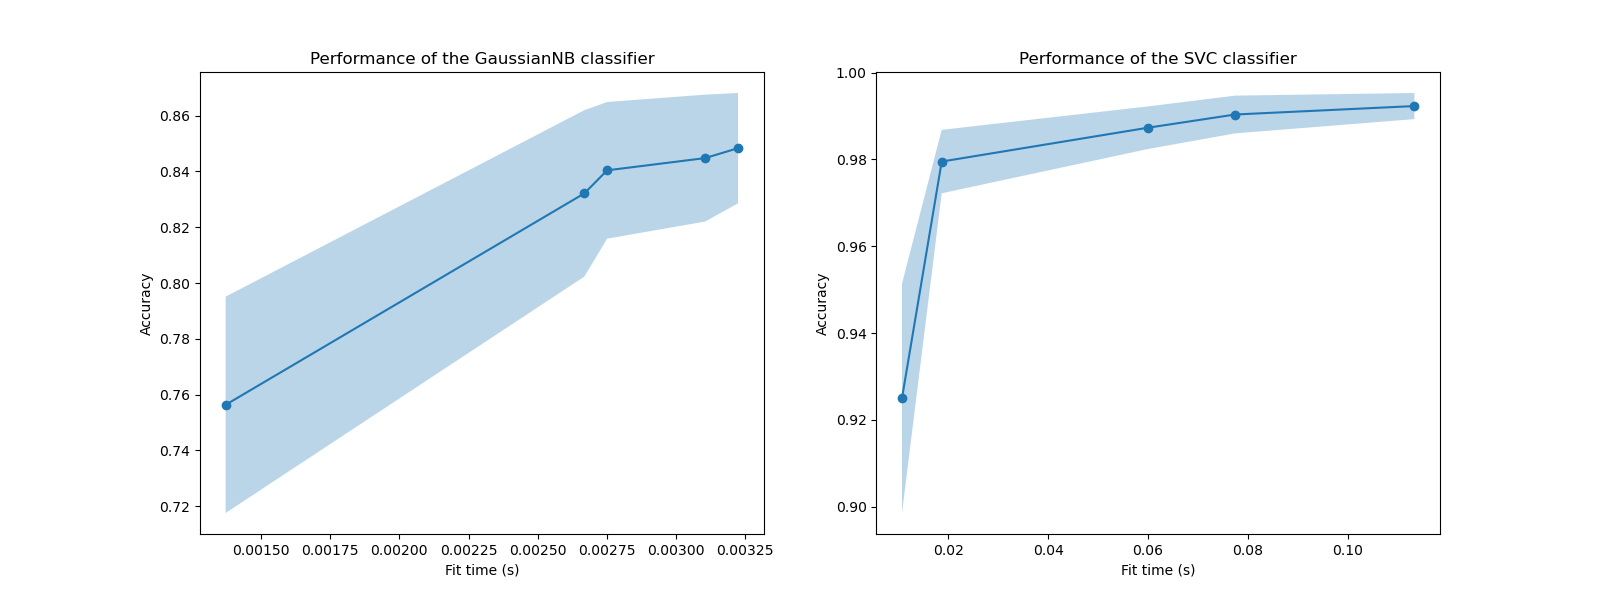 Performance of the GaussianNB classifier
0.86
0.84
0.82
0.80
0.78
0.76
0.74
0.72
Accuracy
0.00150 0.00175 0.00200 0.00225 0.00250 0.00275 0.00300 0.00325
Fit time (s)
Performance of the SVC classifier
1.00
0.98
0.96
0.94
0.92
0.90
Accuracy
0.02 0.04 0.06 0.08 0.10
Fit time (s)